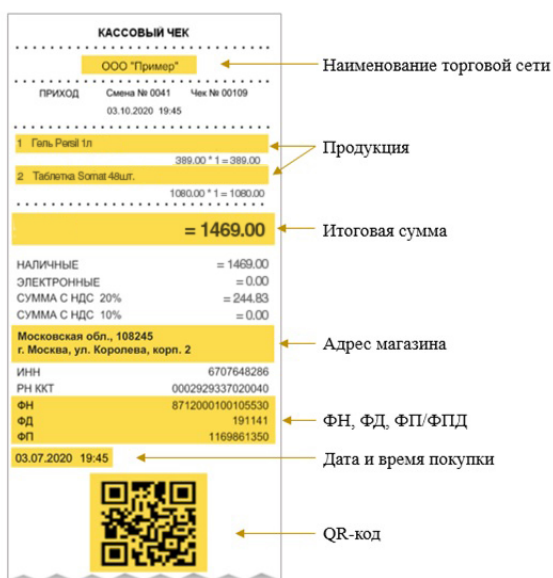 КАССОВЫЙ ЧЕК
ООО "Пример"
Наименование торговой сети
ПРИХОД Смена № 0041 Чек № 00109
03.10.2020 19:45
1 Гель Persil 1л
Продукция
389.00 * 1 = 389.00
2 Таблетка Somat 48шт.
1080.00 * 1 = 1080.00
= 1469.00
Итоговая сумма
НАЛИЧНЫЕ = 1469.00
ЭЛЕКТРОННЫЕ = 0.00
СУММА С НДС 20% = 244.83
СУММА С НДС 10% = 0.00
Московская обл., 108245
г. Москва, ул. Королева, корп. 2
Адрес магазина
ИНН 6707648286
РН ККТ 0002929337020040
ФН 8712000100105530
ФД 191141
ФП 1169861350
ФН, ФД, ФП/ФПД
03.07.2020 19:45
Дата и время покупки
QR-код